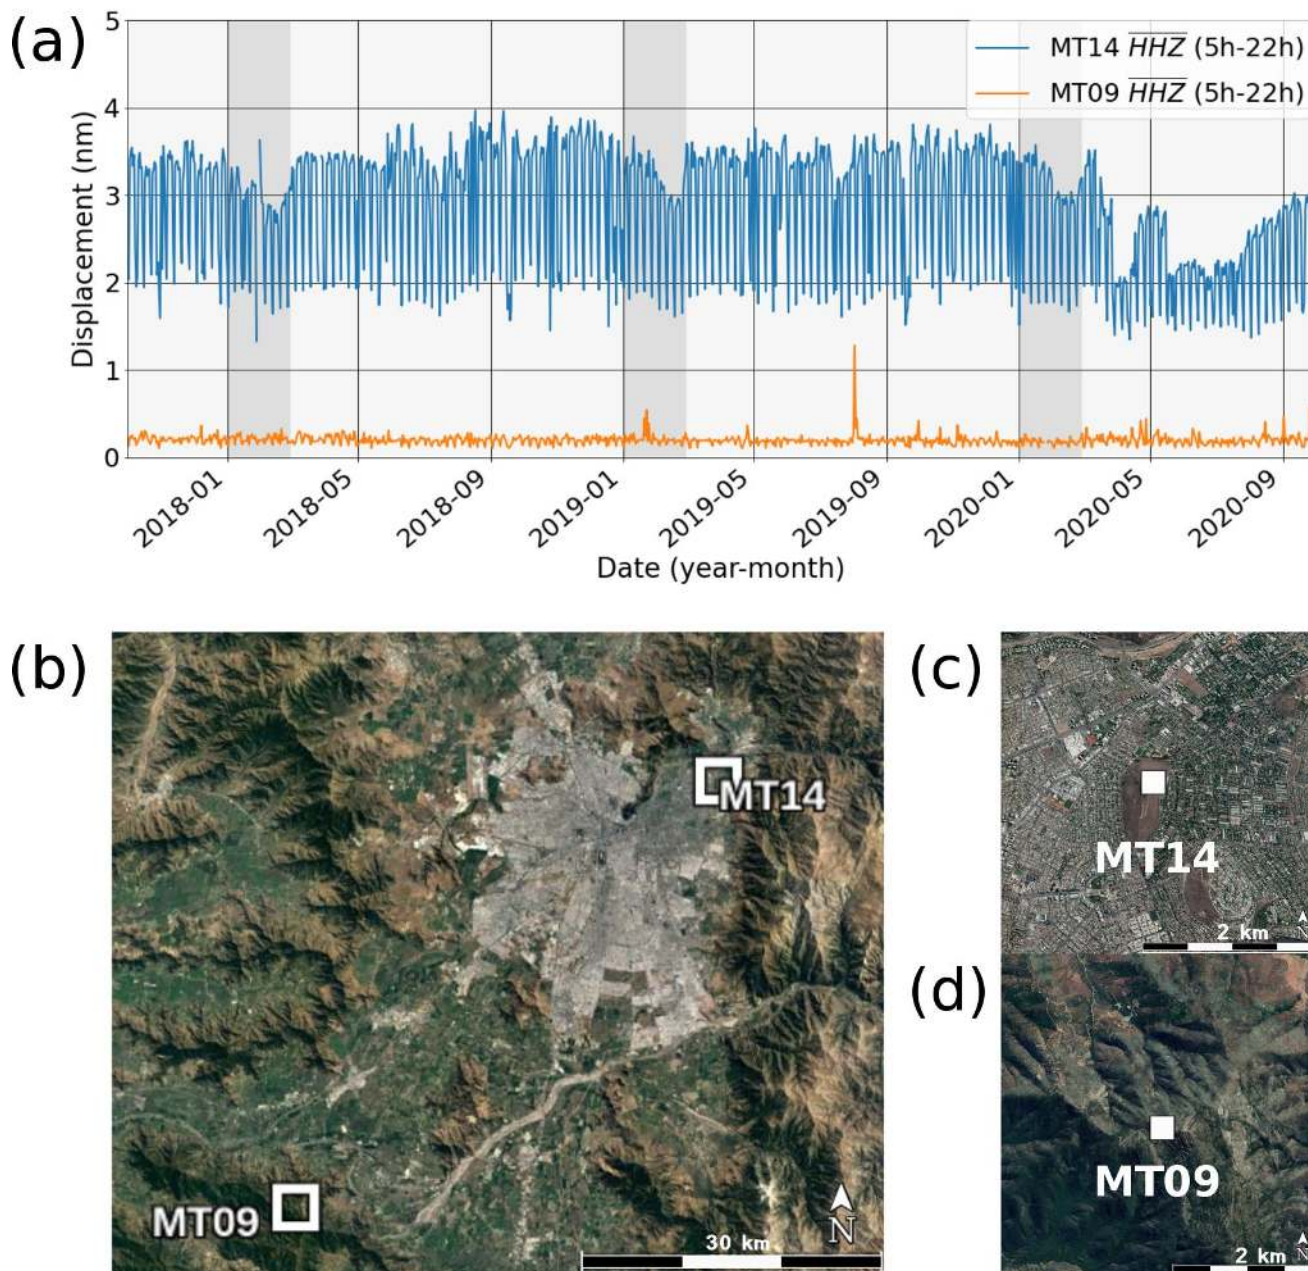 (a)
5
4
3
2
1
0
Displacement (nm)
MT14 HHZ (5h-22h)
MT09 HHZ (5h-22h)
2018-01
2018-05
2018-09
2019-01
2019-05
2019-09
2020-01
2020-05
2020-09
Date (year-month)
(b)
MT14
MT09
30 km
N
(c)
MT14
2 km
N
(d)
MT09
2 km
N